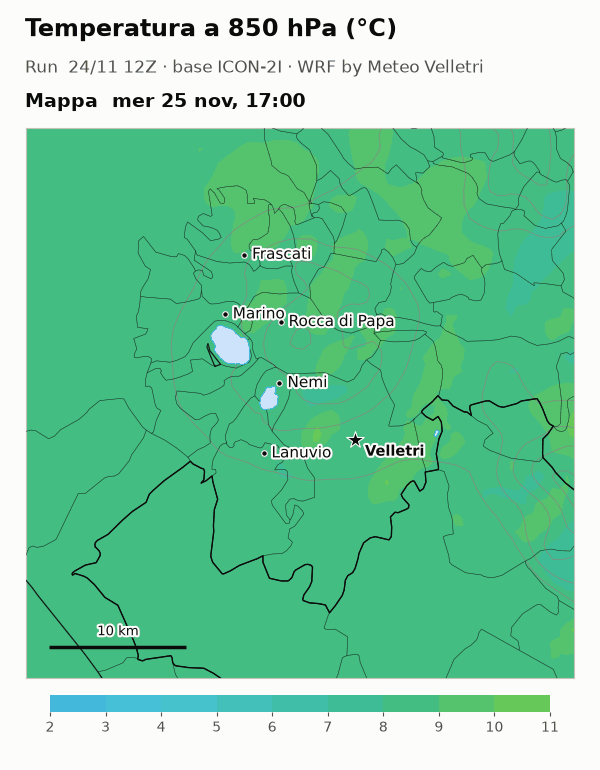 Temperatura a 850 hPa (°C)
Run  24/11 12Z · base ICON-2I · WRF by Meteo Velletri
Mappa  mer 25 nov, 17:00
Frascati
Marino
Rocca di Papa
Nemi
Velletri
Lanuvio
10 km
2 3 4 5 6 7 8 9 10 11